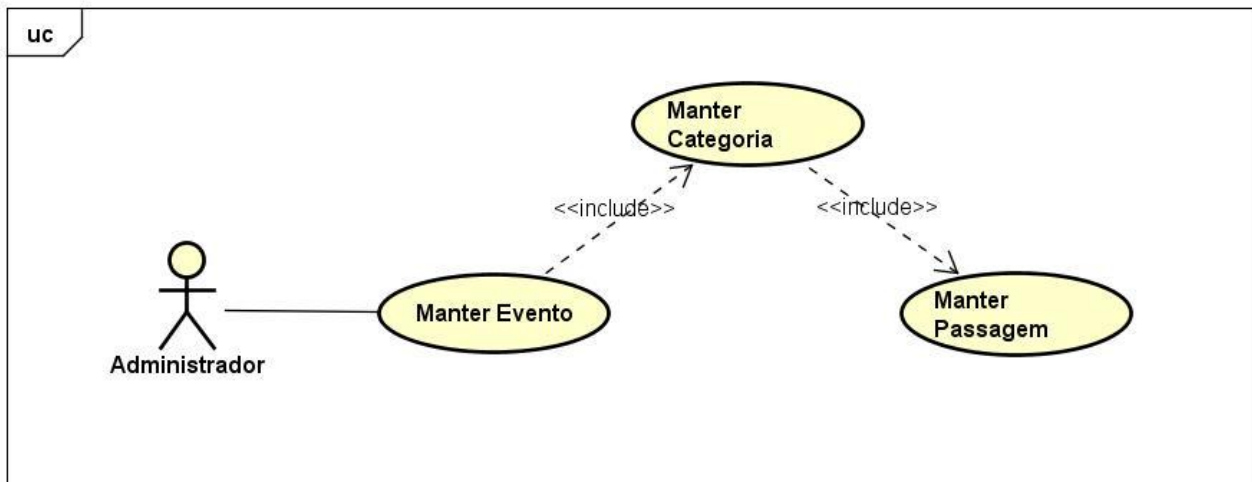 uc
Manter
Categoria
<<include>>
<<include>>
Manter Evento
Manter
Passagem
Administrador